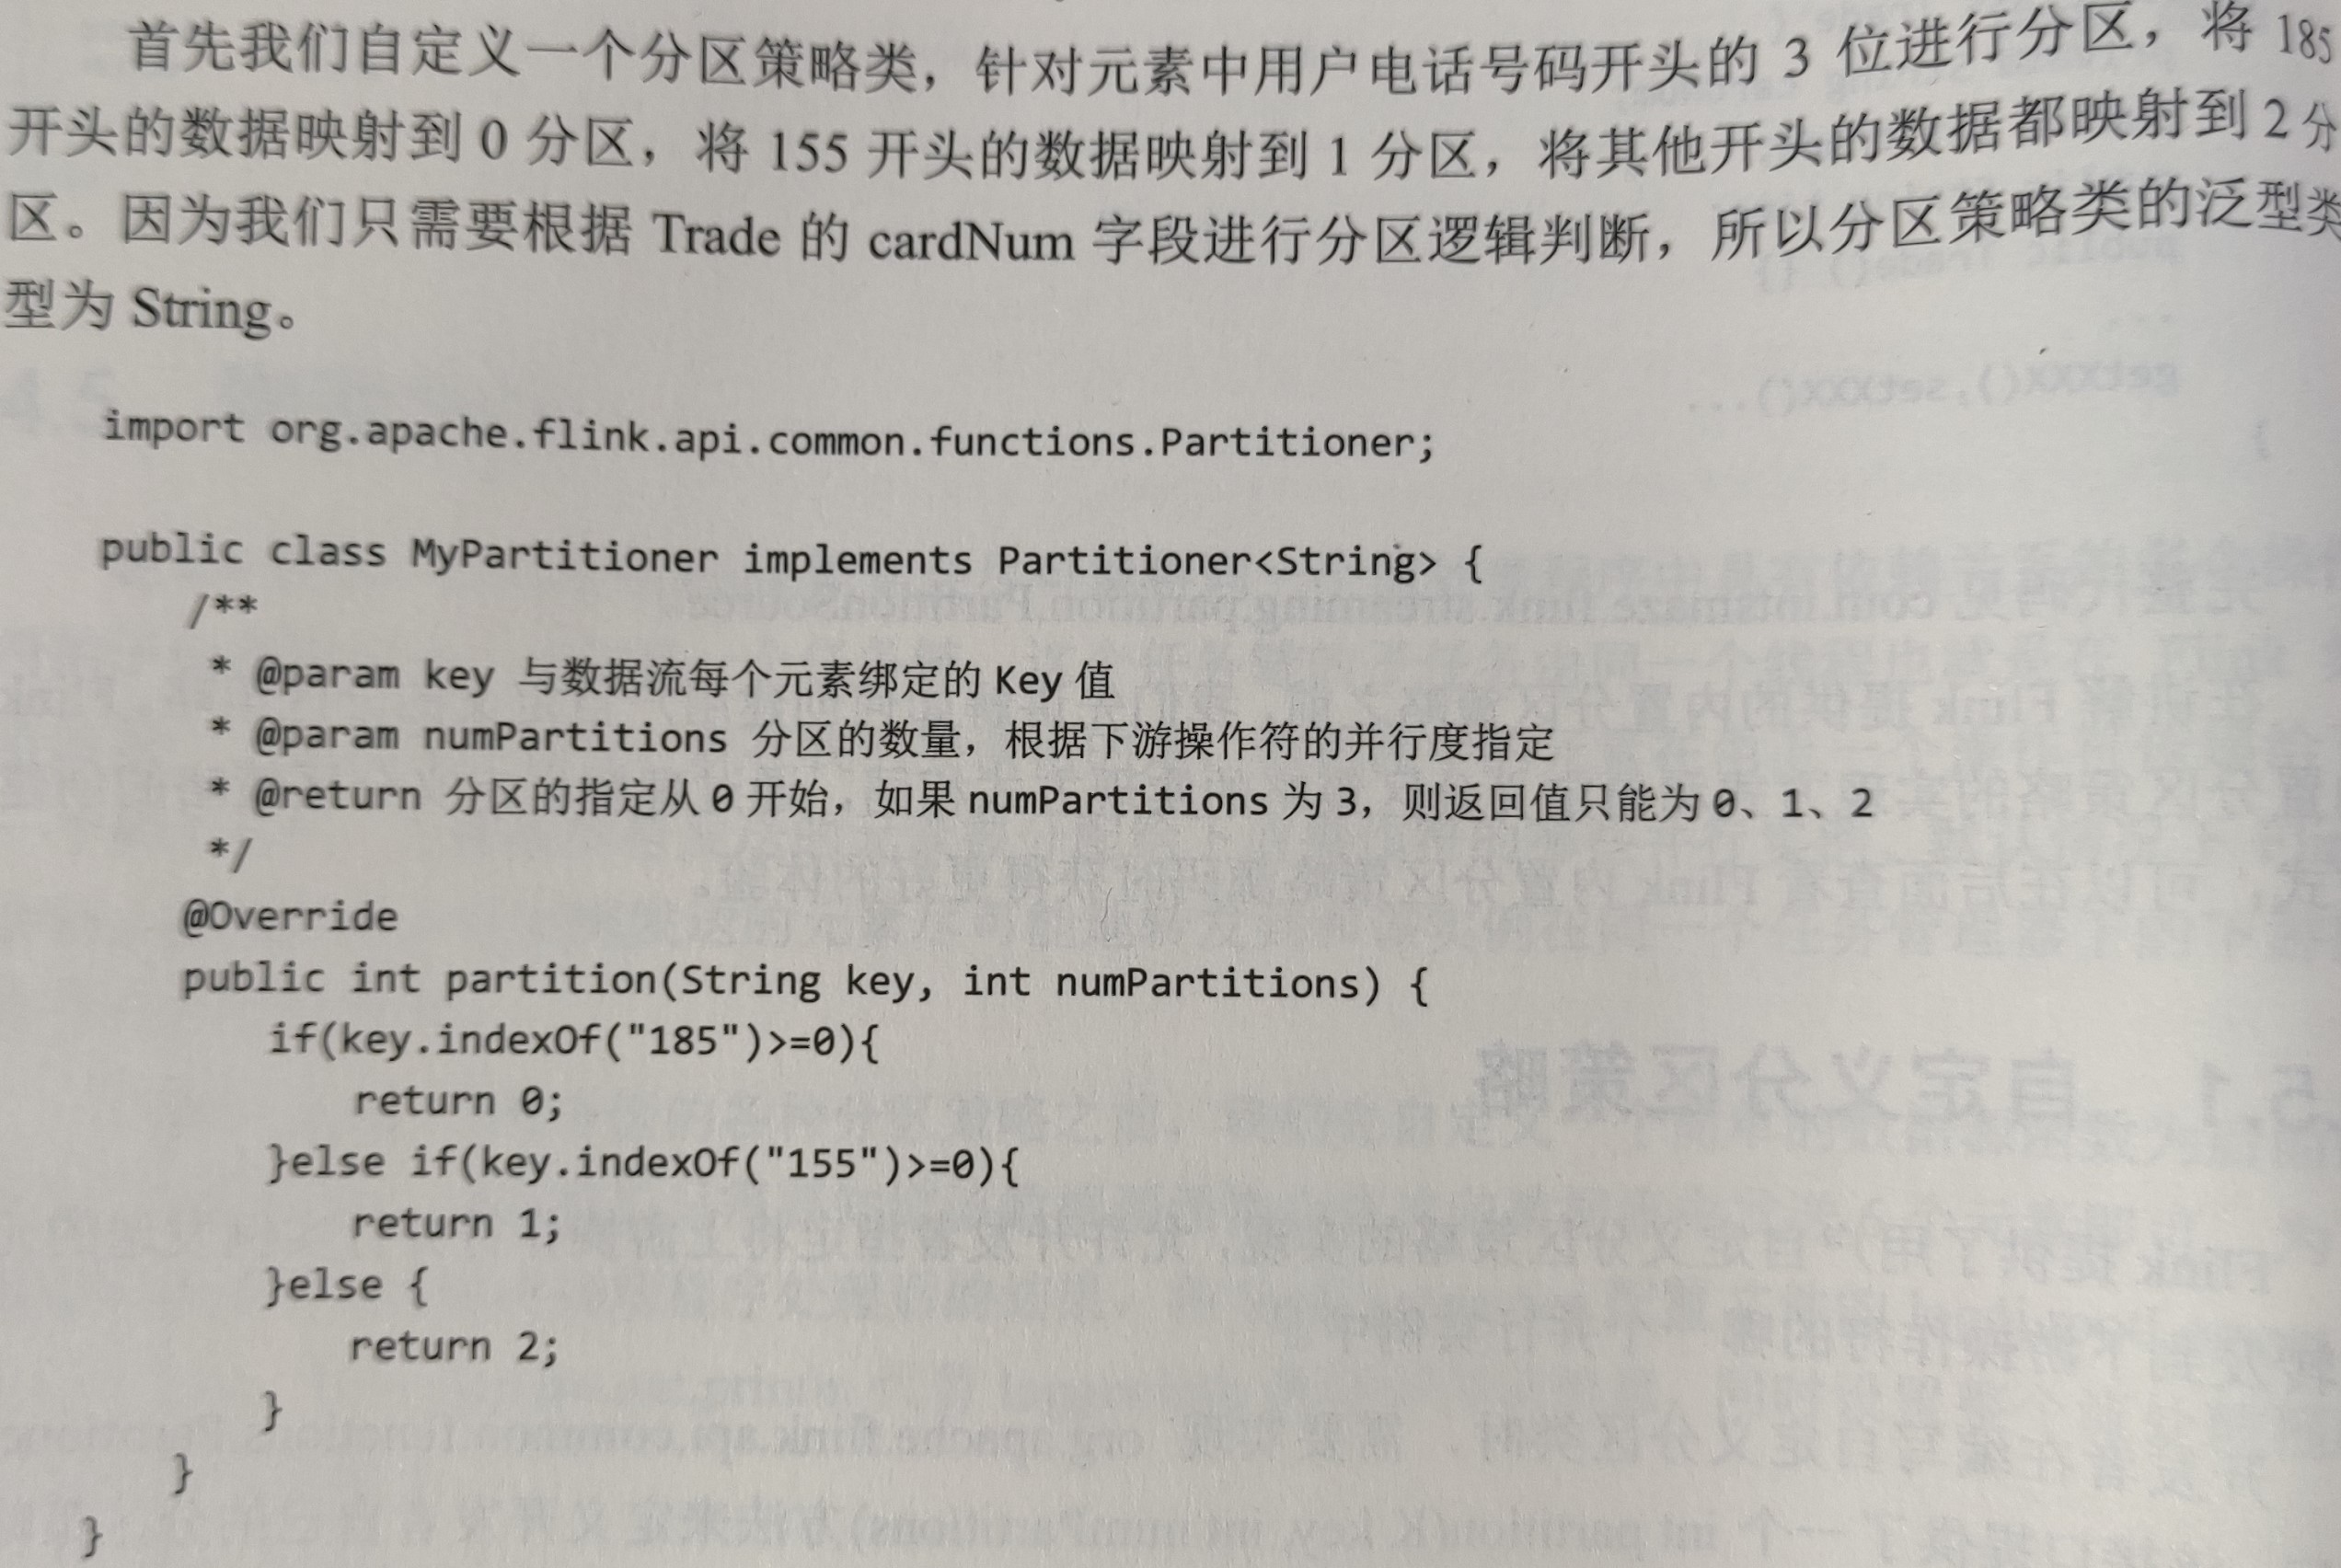 首先我们自定义一个分区策略类，针对元素中用户电话号码开头的 3 位进行分区，将 185
开头的数据映射到 0 分区，将 155 开头的数据映射到 1 分区，将其他开头的数据都映射到 2 分
区。因为我们只需要根据 Trade 的 cardNum 字段进行分区逻辑判断，所以分区策略类的泛型类
型为 String。
import org.apache.flink.api.common.functions.Partitioner;
public class MyPartitioner implements Partitioner<String> {
/**
* @param key 与数据流每个元素绑定的 Key 值
* @param numPartitions 分区的数量，根据下游操作符的并行度指定
* @return 分区的指定从 0 开始，如果 numPartitions 为 3，则返回值只能为 0、1、2
*/
@Override
public int partition(String key, int numPartitions) {
if(key.indexOf("185")>=0){
return 0;
}else if(key.indexOf("155")>=0){
return 1;
}else {
return 2;
}
}
}